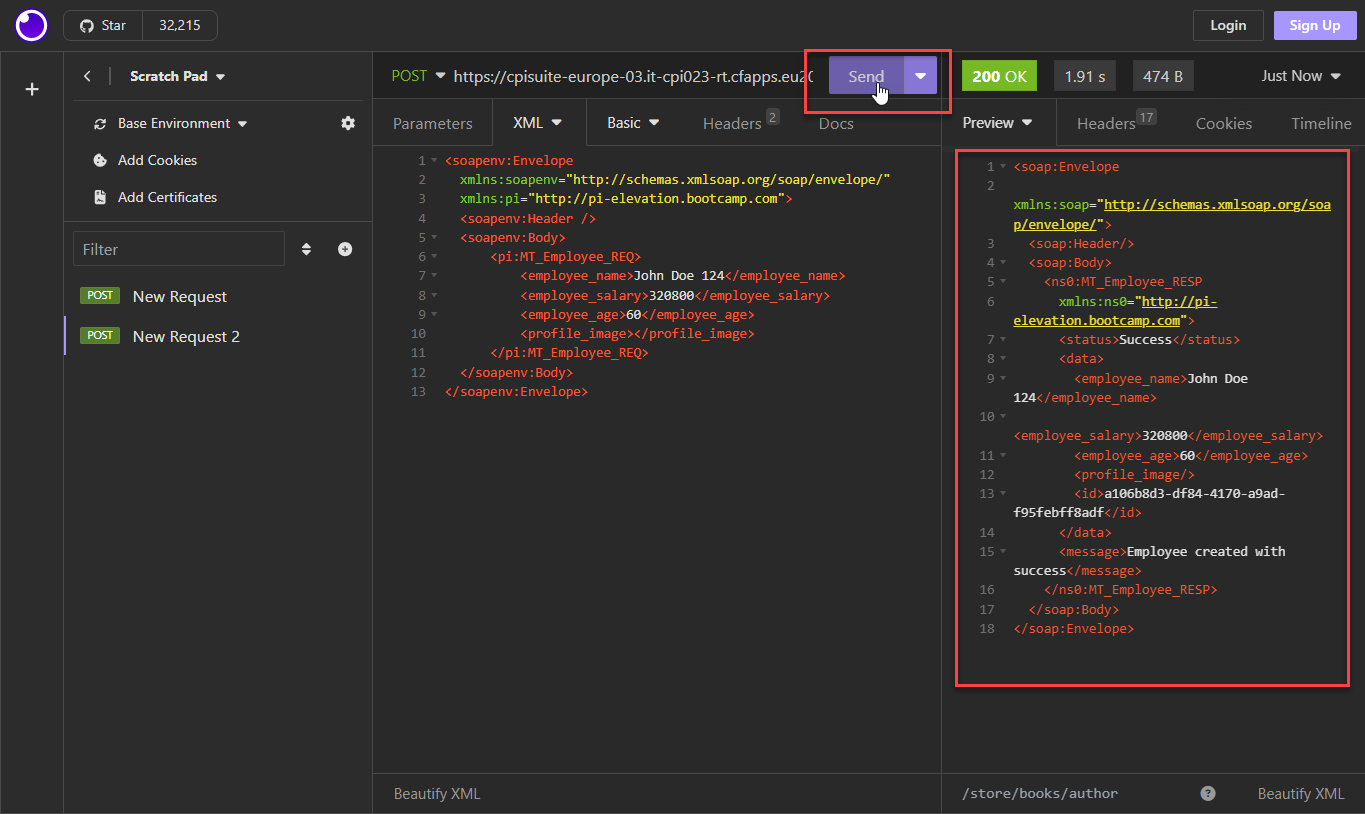 Star 32,215
Login
Sign Up
Scratch Pad
Base Environment
Add Cookies
Add Certificates
Filter
POST New Request
POST New Request 2
POST https://cpisuite-europe-03.it-cpi023-rt.cfapps.eu20
Send
Parameters XML Basic Headers 2 Docs
1 <soapenv:Envelope
2 xmlns:soapenv="http://schemas.xmlsoap.org/soap/envelope/"
3 xmlns:pi="http://pi-elevation.bootcamp.com">
4 <soapenv:Header />
5 <soapenv:Body>
6 <pi:MT_Employee_REQ>
7 <employee_name>John Doe 124</employee_name>
8 <employee_salary>320800</employee_salary>
9 <employee_age>60</employee_age>
10 <profile_image></profile_image>
11 </pi:MT_Employee_REQ>
12 </soapenv:Body>
13 </soapenv:Envelope>
Beautify XML
200 OK 1.91 s 474 B Just Now
Preview Headers 17 Cookies Timeline
1 <soap:Envelope
2
xmlns:soap="http://schemas.xmlsoap.org/soa
p/envelope/">
3 <soap:Header/>
4 <soap:Body>
5 <ns0:MT_Employee_RESP
6 xmlns:ns0="http://pi-
elevation.bootcamp.com">
7 <status>Success</status>
8 <data>
9 <employee_name>John Doe
124</employee_name>
10
<employee_salary>320800</employee_salary>
11 <employee_age>60</employee_age>
12 <profile_image/>
13 <id>a106b8d3-df84-4170-a9ad-
f95febff8adf</id>
14 </data>
15 <message>Employee created with
success</message>
16 </ns0:MT_Employee_RESP>
17 </soap:Body>
18 </soap:Envelope>
/store/books/author ? Beautify XML